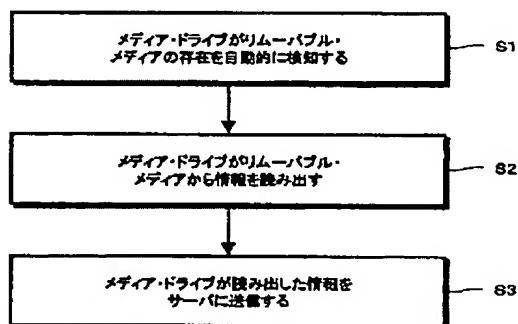 メディア・ドライブがリムーバブル・
メディアの存在を自動的に検知する
S1
メディア・ドライブがリムーバブル・
メディアから情報を読み出す
S2
メディア・ドライブが読み出した情報を
サーバに送信する
S3